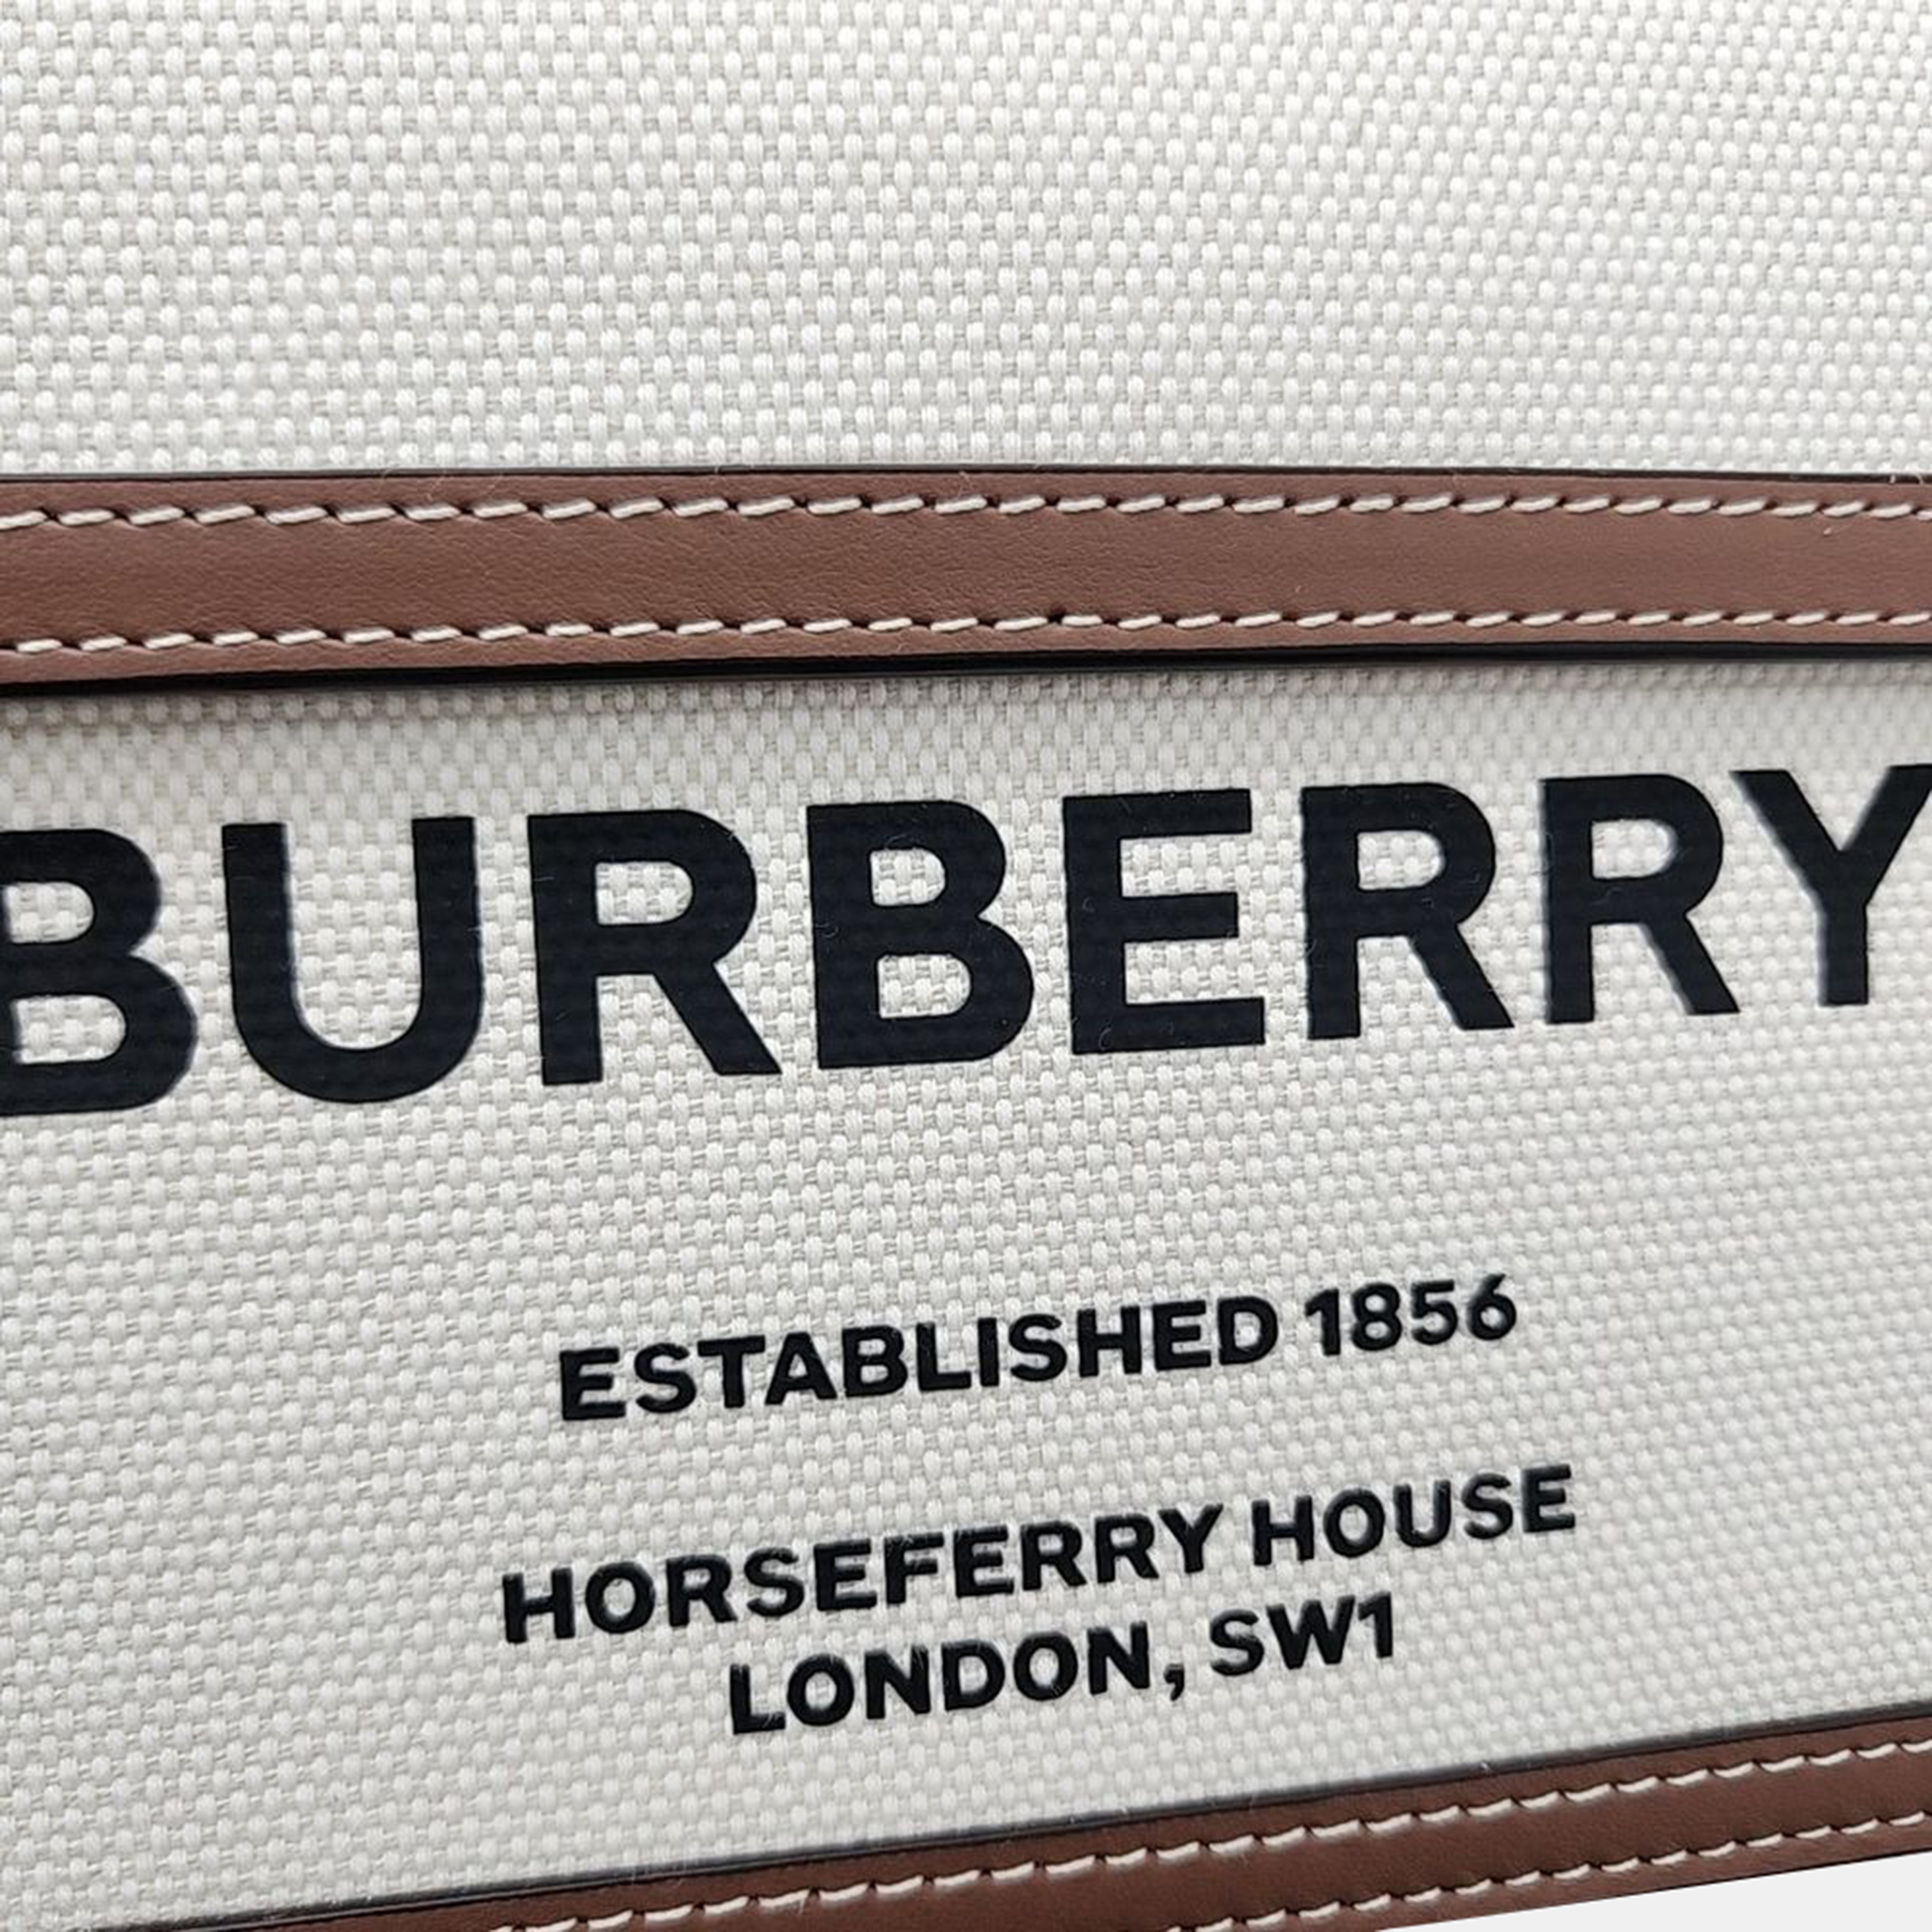 BURBERRY
ESTABLISHED 1856
HORSEFERRY HOUSE
LONDON, SW1